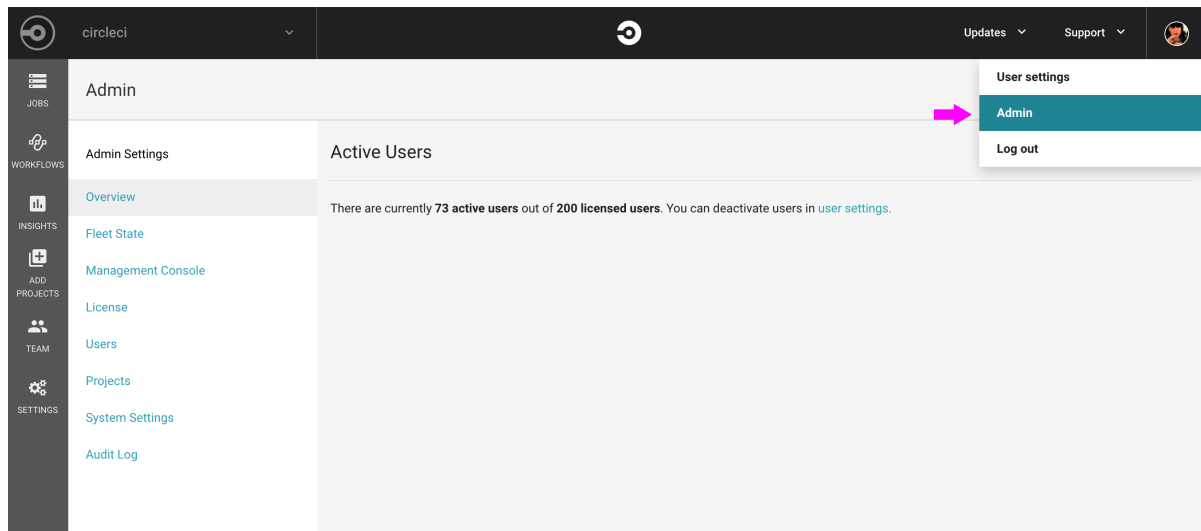 circleci
Updates
Support
User settings
Admin
Log out
JOBS
WORKFLOWS
INSIGHTS
ADD
PROJECTS
TEAM
SETTINGS
Admin
Admin Settings
Overview
Fleet State
Management Console
License
Users
Projects
System Settings
Audit Log
Active Users
There are currently 73 active users out of 200 licensed users. You can deactivate users in user settings.